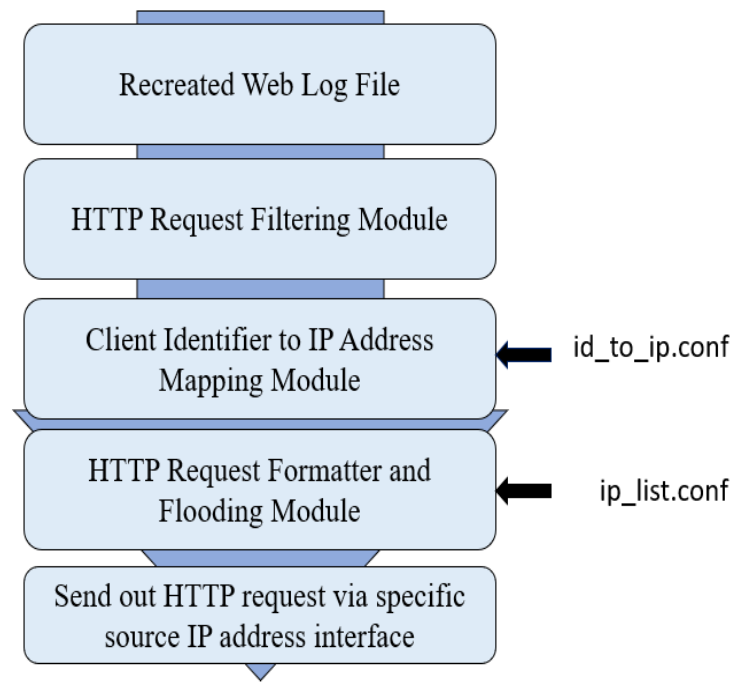 Recreated Web Log File
HTTP Request Filtering Module
Client Identifier to IP Address
Mapping Module
id_to_ip.conf
HTTP Request Formatter and
Flooding Module
ip_list.conf
Send out HTTP request via specific
source IP address interface